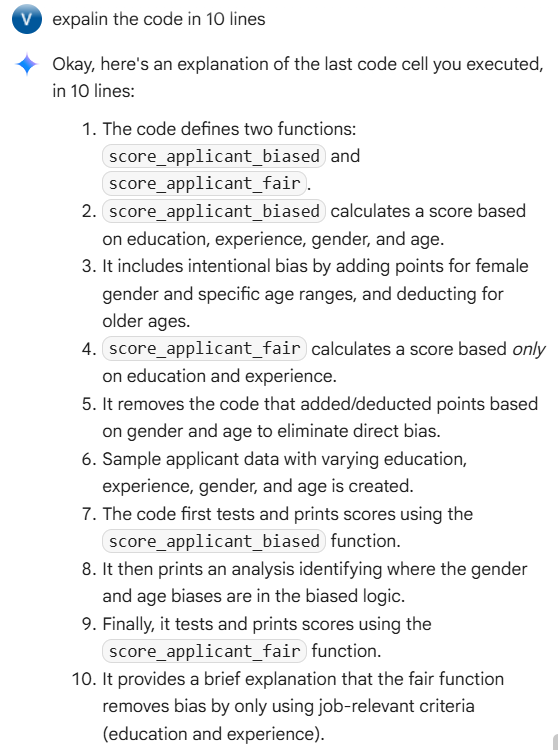 V expalin the code in 10 lines
Okay, here's an explanation of the last code cell you executed,
in 10 lines:
1. The code defines two functions:
score_applicant_biased and
score_applicant_fair.
2. score_applicant_biased calculates a score based
on education, experience, gender, and age.
3. It includes intentional bias by adding points for female
gender and specific age ranges, and deducting for
older ages.
4. score_applicant_fair calculates a score based only
on education and experience.
5. It removes the code that added/deducted points based
on gender and age to eliminate direct bias.
6. Sample applicant data with varying education,
experience, gender, and age is created.
7. The code first tests and prints scores using the
score_applicant_biased function.
8. It then prints an analysis identifying where the gender
and age biases are in the biased logic.
9. Finally, it tests and prints scores using the
score_applicant_fair function.
10. It provides a brief explanation that the fair function
removes bias by only using job-relevant criteria
(education and experience).